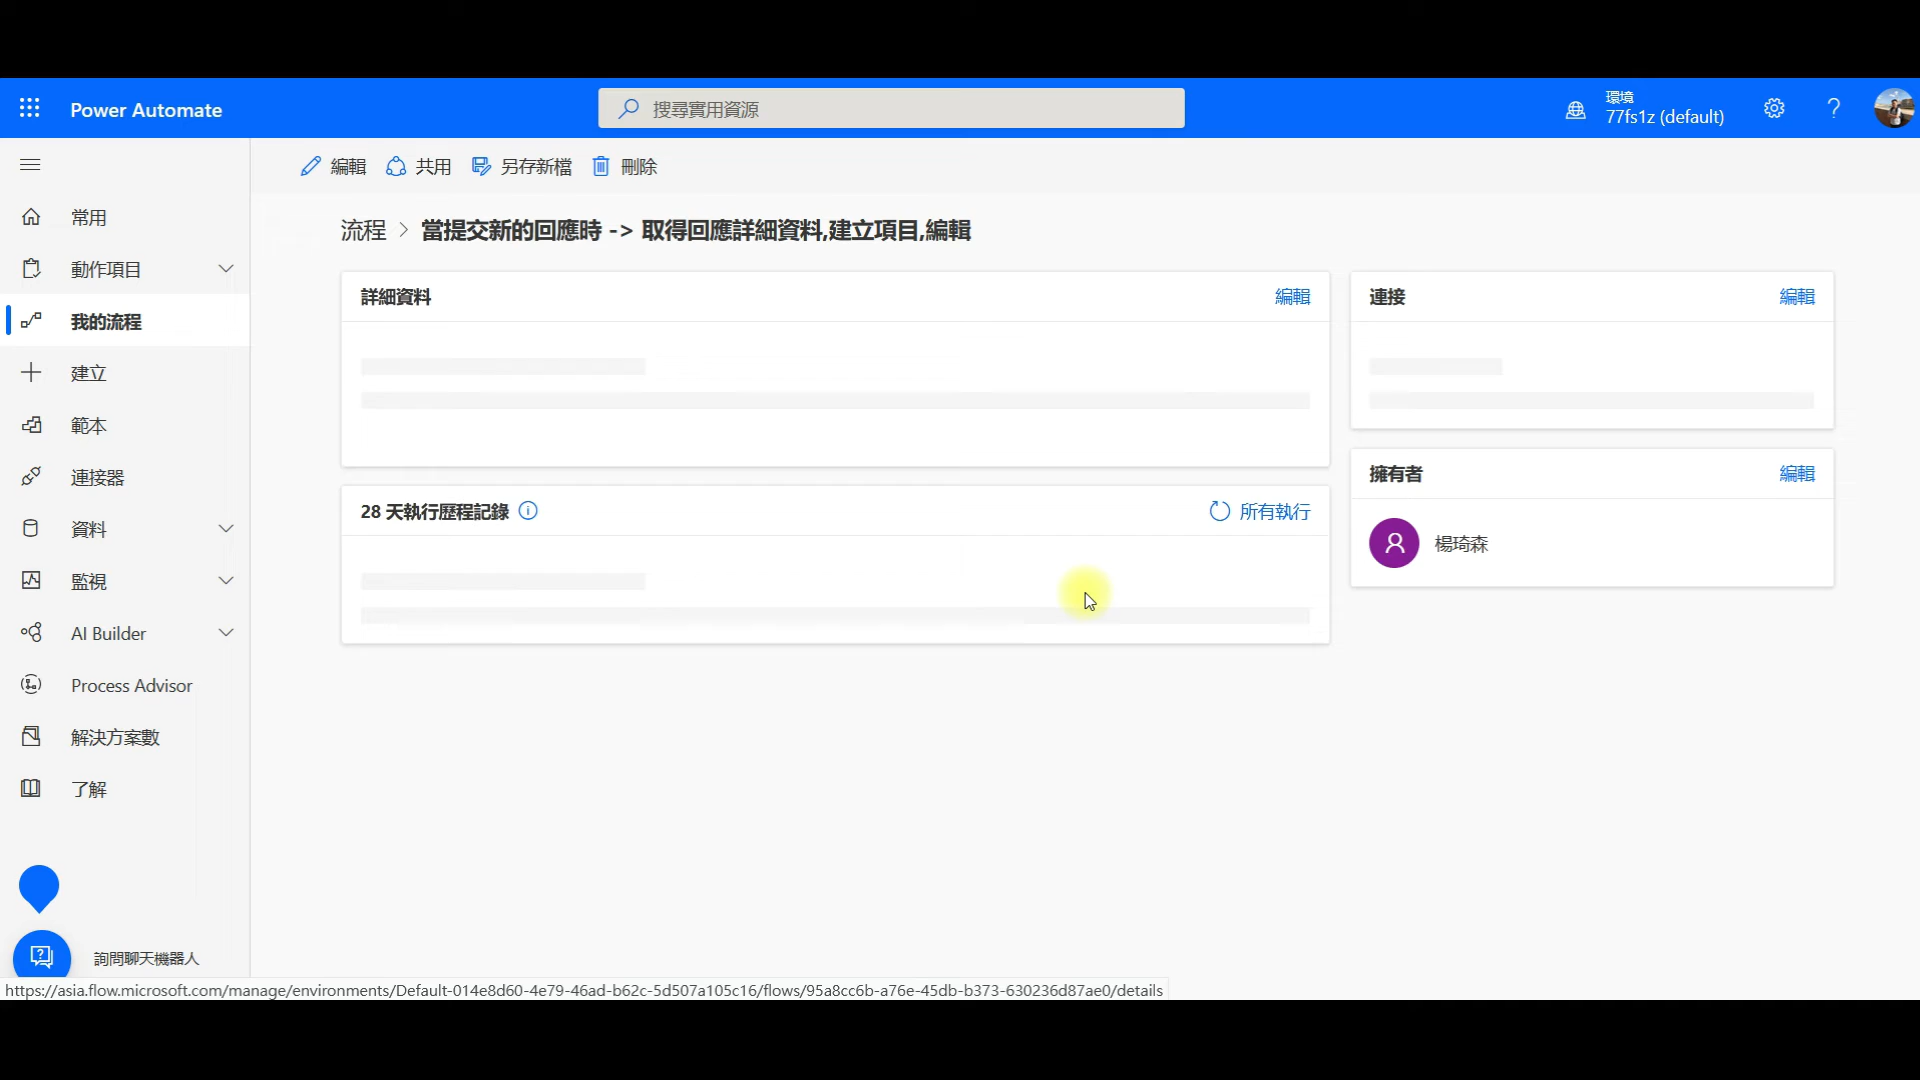 Power Automate
搜尋實用資源
環境
77fs1z (default)
編輯 共用 另存新檔 刪除
常用
動作項目
我的流程
建立
範本
連接器
資料
監視
AI Builder
Process Advisor
解決方案數
了解
詢問聊天機器人
流程 > 當提交新的回應時 -> 取得回應詳細資料,建立項目,編輯
詳細資料 編輯
28 天執行歷程記錄 所有執行
連接 編輯
擁有者 編輯
楊琦森
https://asia.flow.microsoft.com/manage/environments/Default-014e8d60-4e79-46ad-b62c-5d507a105c16/flows/95a8cc6b-a76e-45db-b373-630236d87ae0/details